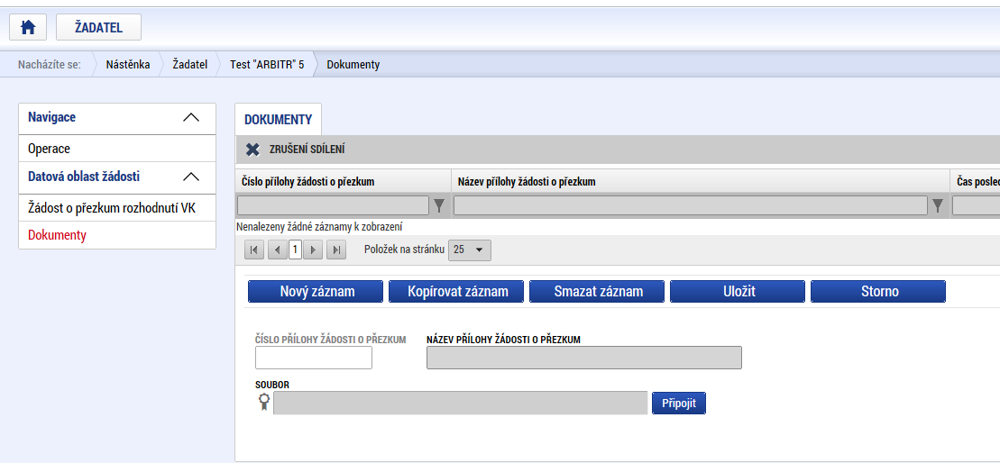 ŽADATEL
Nacházíte se: Nástěnka Žadatel Test "ARBITR" 5 Dokumenty
Navigace
Operace
Datová oblast žádosti
Žádost o přezkum rozhodnutí VK
Dokumenty
DOKUMENTY
ZRUŠENÍ SDÍLENÍ
Číslo přílohy žádosti o přezkum Název přílohy žádosti o přezkum Čas posled
Nenalezeny žádné záznamy k zobrazení
1 Položek na stránku 25
Nový záznam Kopírovat záznam Smazat záznam Uložit Storno
ČÍSLO PŘÍLOHY ŽÁDOSTI O PŘEZKUM NÁZEV PŘÍLOHY ŽÁDOSTI O PŘEZKUM
SOUBOR
Připojit